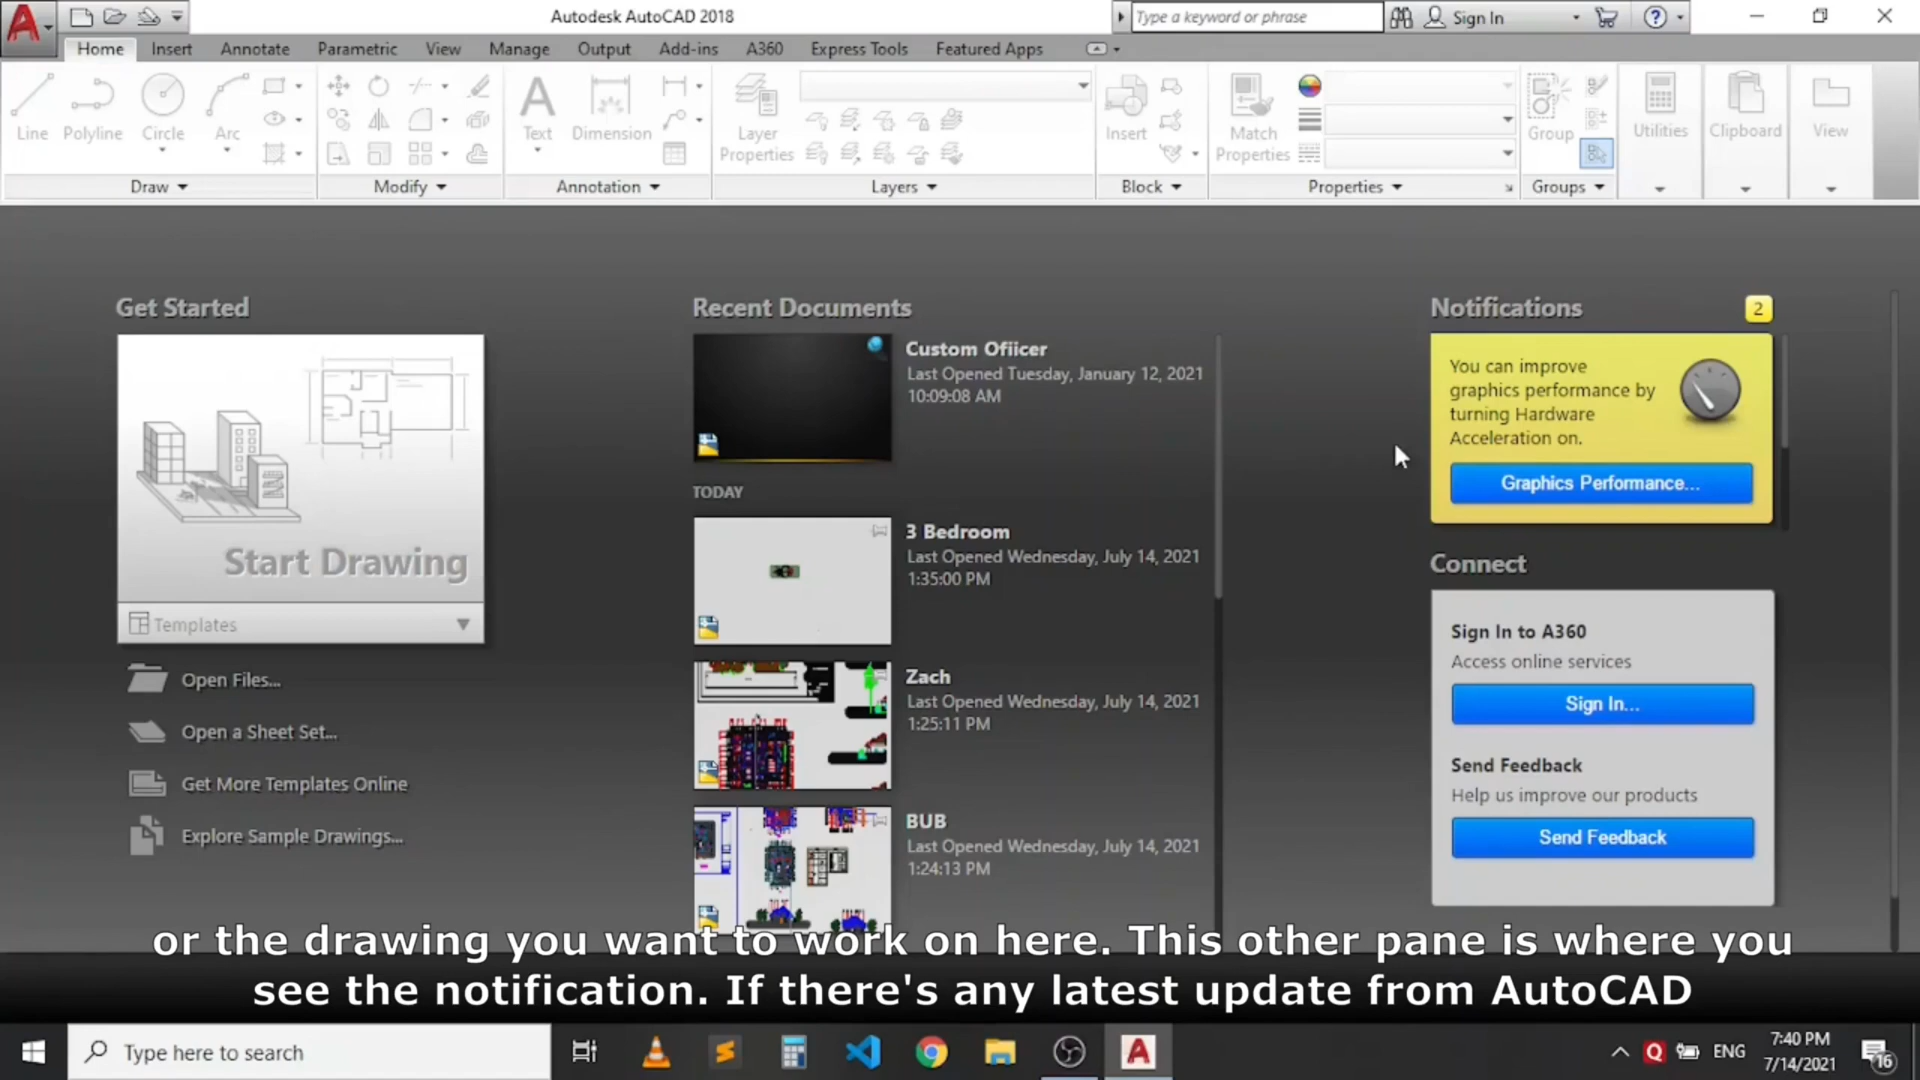 Autodesk AutoCAD 2018
Type a keyword or phrase
Sign In
Home Insert Annotate Parametric View Manage Output Add-ins A360 Express Tools Featured Apps
Line Polyline Circle Arc
Text Dimension
Layer
Properties
Insert
Match
Properties
Group
Utilities Clipboard View
Draw Modify Annotation Layers Block Properties Groups
Get Started
Start Drawing
Templates
Open Files...
Open a Sheet Set...
Get More Templates Online
Explore Sample Drawings...
Recent Documents
Custom Ofiicer
Last Opened Tuesday, January 12, 2021
10:09:08 AM
TODAY
3 Bedroom
Last Opened Wednesday, July 14, 2021
1:35:00 PM
Zach
Last Opened Wednesday, July 14, 2021
1:25:11 PM
BUB
Last Opened Wednesday, July 14, 2021
1:24:13 PM
Notifications 2
You can improve
graphics performance by
turning Hardware
Acceleration on.
Graphics Performance...
Connect
Sign In to A360
Access online services
Sign In...
Send Feedback
Help us improve our products
Send Feedback
or the drawing you want to work on here. This other pane is where you
see the notification. If there's any latest update from AutoCAD
Type here to search
ENG
7:40 PM
7/14/2021
16